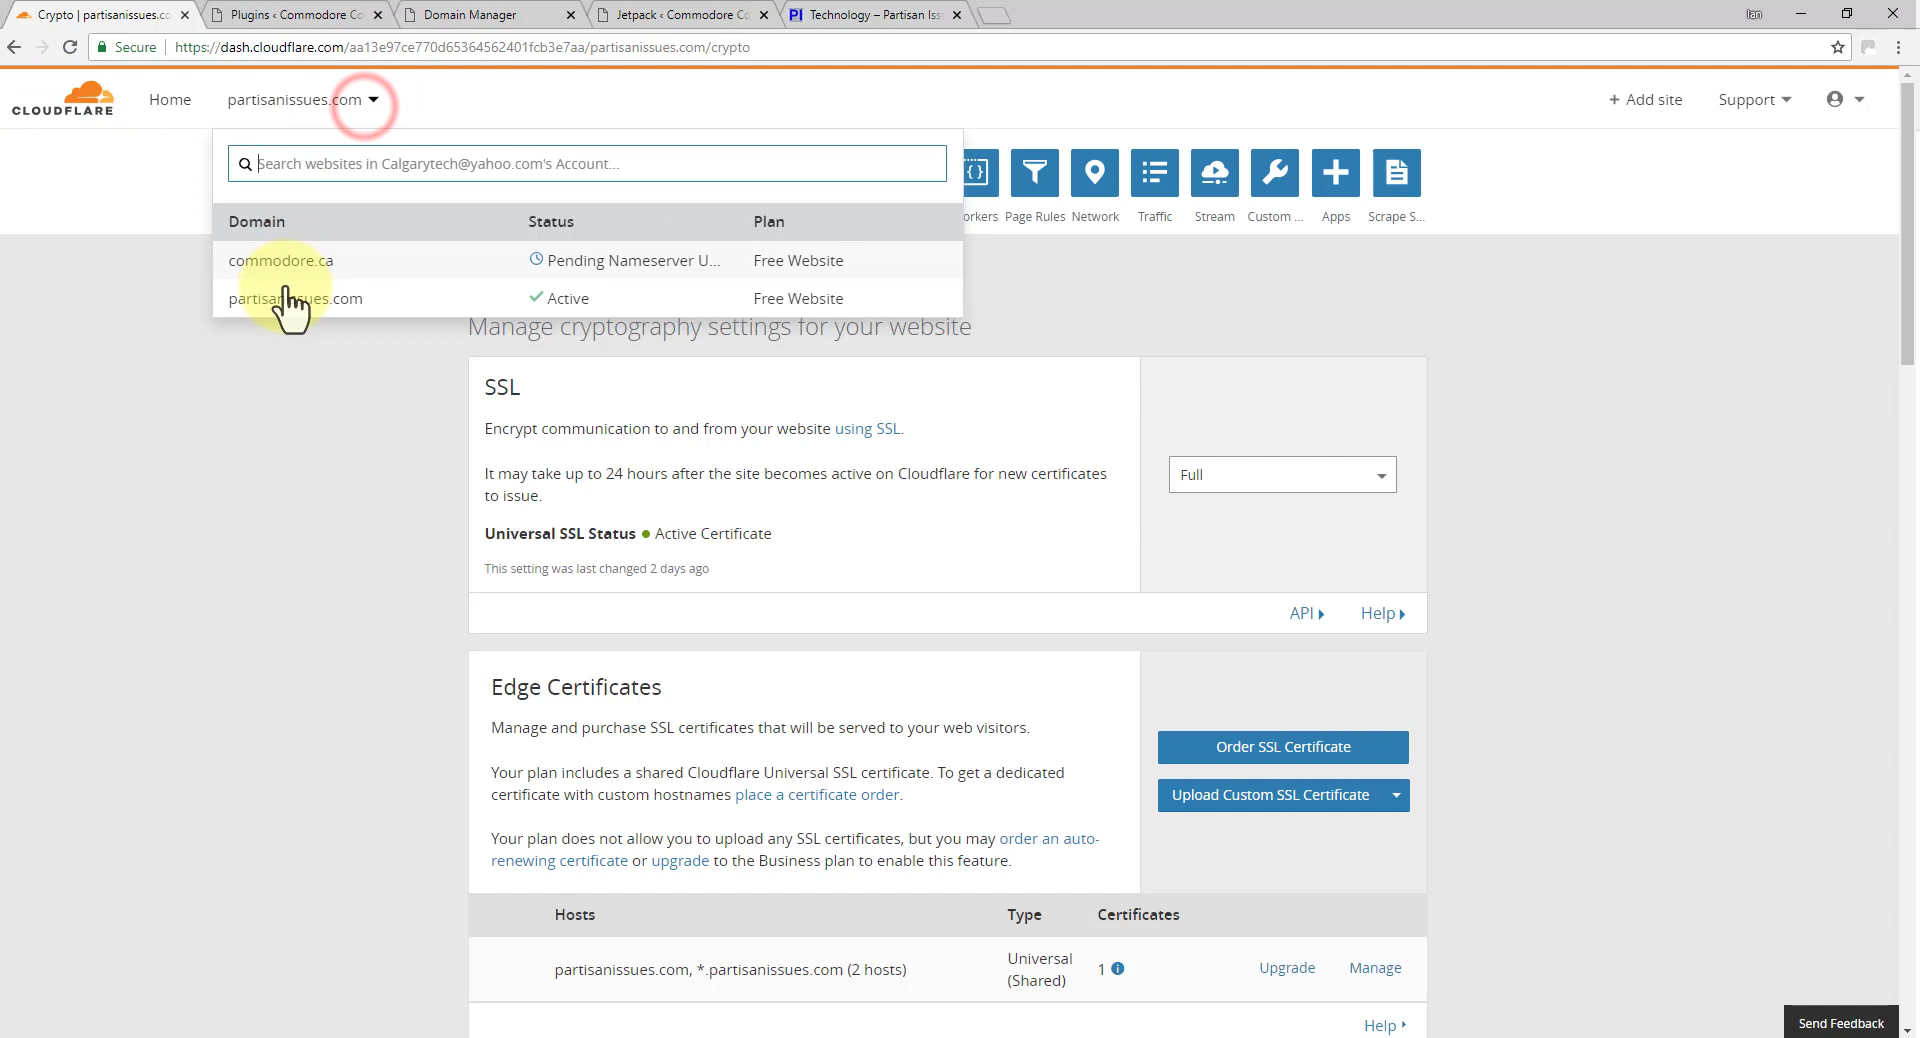 Crypto | partisanissues.co
Plugins ‹ Commodore Co
Domain Manager
Jetpack ‹ Commodore Co
PI Technology – Partisan Iss
Ian
Secure
https://dash.cloudflare.com/aa13e97ce770d65364562401fcb3e7aa/partisanissues.com/crypto
CLOUDFLARE
Home
partisanissues.com
+ Add site
Support
Search websites in Calgarytech@yahoo.com's Account...
orkers
Page Rules
Network
Traffic
Stream
Custom ...
Apps
Scrape S...
Domain
Status
Plan
commodore.ca
Pending Nameserver U...
Free Website
partisanissues.com
Active
Free Website
Manage cryptography settings for your website
SSL
Encrypt communication to and from your website using SSL.
It may take up to 24 hours after the site becomes active on Cloudflare for new certificates
to issue.
Full
Universal SSL Status ● Active Certificate
This setting was last changed 2 days ago
API
Help
Edge Certificates
Manage and purchase SSL certificates that will be served to your web visitors.
Your plan includes a shared Cloudflare Universal SSL certificate. To get a dedicated
certificate with custom hostnames place a certificate order.
Your plan does not allow you to upload any SSL certificates, but you may order an auto-
renewing certificate or upgrade to the Business plan to enable this feature.
Order SSL Certificate
Upload Custom SSL Certificate
Hosts
Type
Certificates
partisanissues.com, *.partisanissues.com (2 hosts)
Universal
(Shared)
1
Upgrade
Manage
Help
Send Feedback